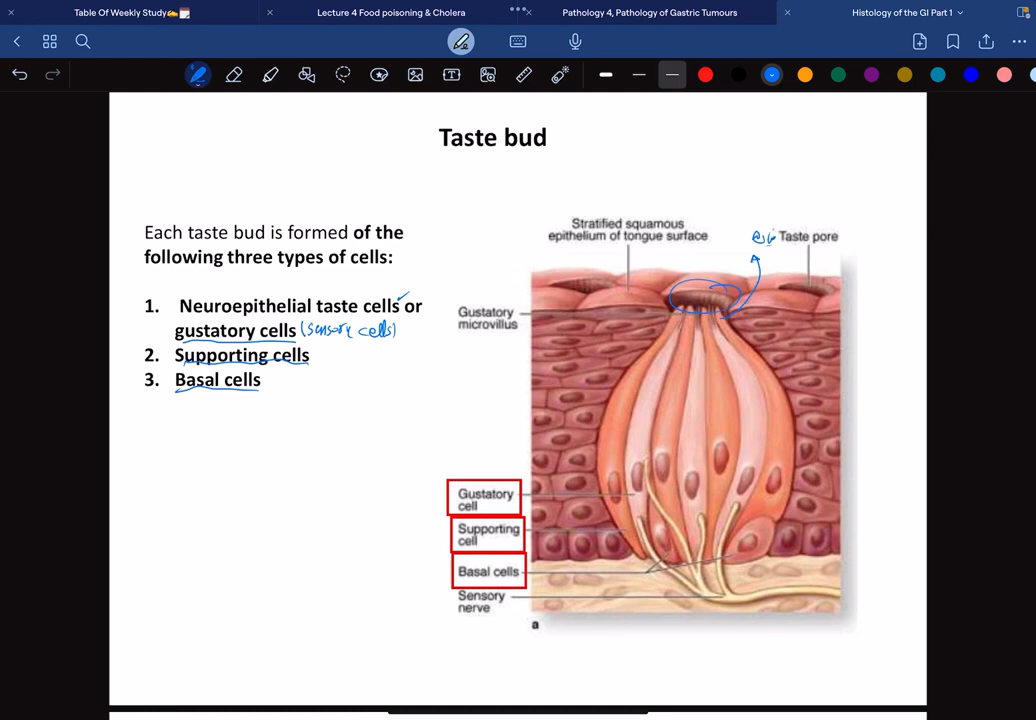 Table Of Weekly Study✍️🗓️
Lecture 4 Food poisoning & Cholera
Pathology 4, Pathology of Gastric Tumours
Histology of the GI Part 1
Taste bud
Each taste bud is formed of the
following three types of cells:
1. Neuroepithelial taste cells or
gustatory cells (sensory cells)
2. Supporting cells
3. Basal cells
Stratified squamous
epithelium of tongue surface
Taste pore
Gustatory
microvillus
Gustatory
cell
Supporting
cell
Basal cells
Sensory
nerve
a